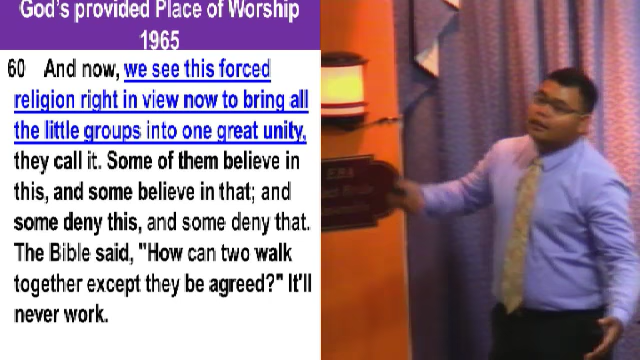 God's provided Place of Worship
1965
60 And now, we see this forced
religion right in view now to bring all
the little groups into one great unity,
they call it. Some of them believe in
this, and some believe in that; and
some deny this, and some deny that.
The Bible said, "How can two walk
together except they be agreed?" It'll
never work.